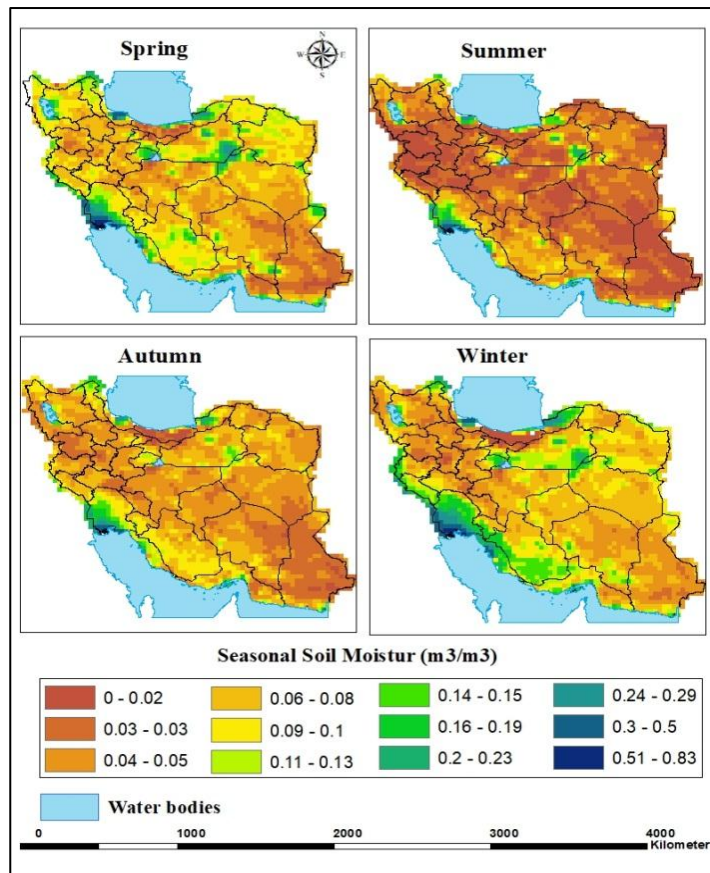 Spring
N
W E
S
Summer
Autumn
Winter
Seasonal Soil Moistur (m3/m3)
0 - 0.02
0.06 - 0.08
0.14 - 0.15
0.24 - 0.29
0.03 - 0.03
0.09 - 0.1
0.16 - 0.19
0.3 - 0.5
0.04 - 0.05
0.11 - 0.13
0.2 - 0.23
0.51 - 0.83
Water bodies
0 1000 2000 3000 4000
Kilometer